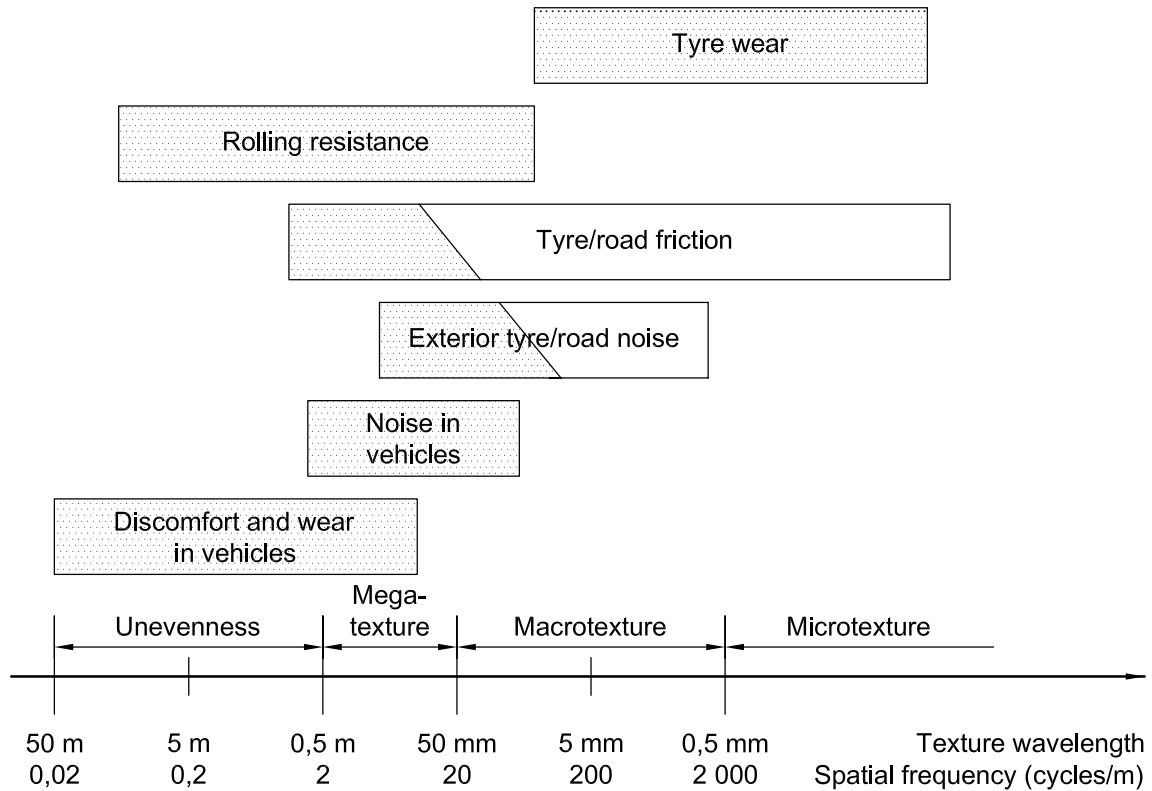 Tyre wear
Rolling resistance
Tyre/road friction
Exterior tyre/road noise
Noise in
vehicles
Discomfort and wear
in vehicles
Unevenness
Mega-
texture
Macrotexture
Microtexture
50 m 5 m 0,5 m 50 mm 5 mm 0,5 mm Texture wavelength
0,02 0,2 2 20 200 2 000 Spatial frequency (cycles/m)